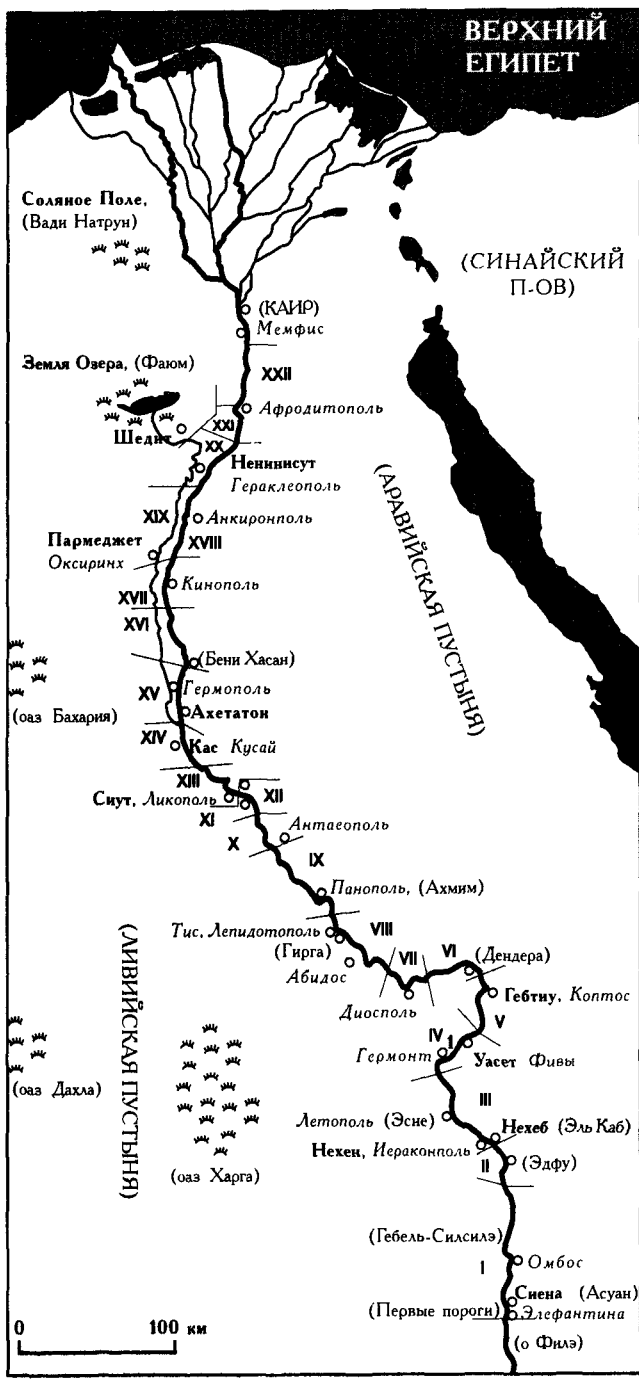 ВЕРХНИЙ
ЕГИПЕТ
Соляное Поле,
(Вади Натрун)
(СИНАЙСКИЙ
П-ОВ)
(КАИР)
Мемфис
Земля Озера, (Фаюм)
XXII
Афродитополь
XXI
Шедит
XX
Ненинисут
Гераклеополь
XIX
Анкиронполь
(АРАВИЙСКАЯ ПУСТЫНЯ)
Пармеджет
XVIII
Оксиринх
Кинополь
XVII
XVI
(Бени Хасан)
XV
Гермополь
(оаз Бахария)
Ахетатон
XIV
Кас Кусай
XIII
Сиут, Ликополь
XII
XI
X
Антаеополь
IX
Панополь, (Ахмим)
(ЛИВИЙСКАЯ ПУСТЫНЯ)
Тис, Лепидотополь
VIII
(Гирга)
VII
VI
(Дендера)
Абидос
Гебтиу, Коптос
Диосполь
V
IV
1
Гермонт
Уасет Фивы
(оаз Дахла)
III
Летополь (Эсне)
Нехеб (Эль Каб)
Нехен, Иераконполь
II
(Эдфу)
(оаз Харга)
(Гебель-Силсилэ)
Омбос
I
Сиена (Асуан)
(Первые пороги)
Элефантина
(о Филэ)
0 100 км